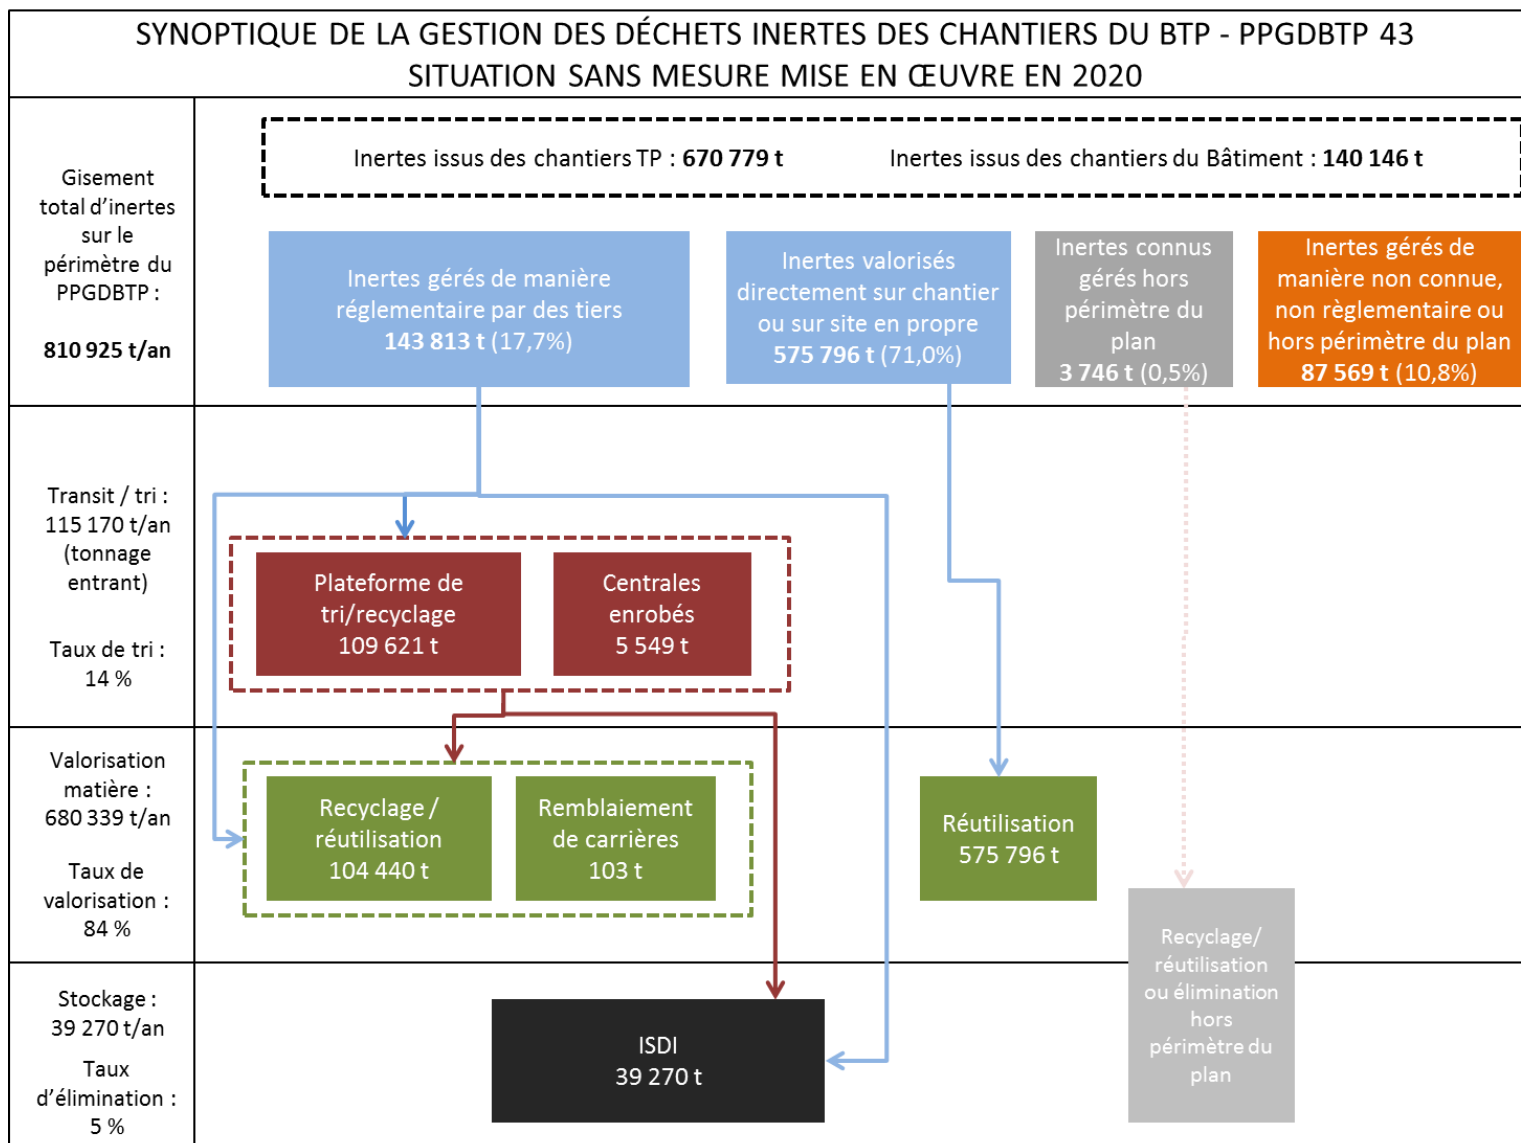 SYNOPTIQUE DE LA GESTION DES DÉCHETS INERTES DES CHANTIERS DU BTP - PPGDBTP 43
SITUATION SANS MESURE MISE EN ŒUVRE EN 2020
Gisement
total d'inertes
sur le
périmètre du
PPGDBTP :
810 925 t/an
Inertes issus des chantiers TP : 670 779 t
Inertes issus des chantiers du Bâtiment : 140 146 t
Inertes gérés de manière
réglementaire par des tiers
143 813 t (17,7%)
Inertes valorisés
directement sur chantier
ou sur site en propre
575 796 t (71,0%)
Inertes connus
gérés hors
périmètre du
plan
3 746 t (0,5%)
Inertes gérés de
manière non connue,
non règlementaire ou
hors périmètre du plan
87 569 t (10,8%)
Transit / tri :
115 170 t/an
(tonnage
entrant)
Taux de tri :
14 %
Plateforme de
tri/recyclage
109 621 t
Centrales
enrobés
5 549 t
Valorisation
matière :
680 339 t/an
Taux de
valorisation :
84 %
Recyclage /
réutilisation
104 440 t
Remblaiement
de carrières
103 t
Réutilisation
575 796 t
Recyclage/
réutilisation
ou élimination
hors
périmètre du
plan
Stockage :
39 270 t/an
Taux
d'élimination :
5 %
ISDI
39 270 t